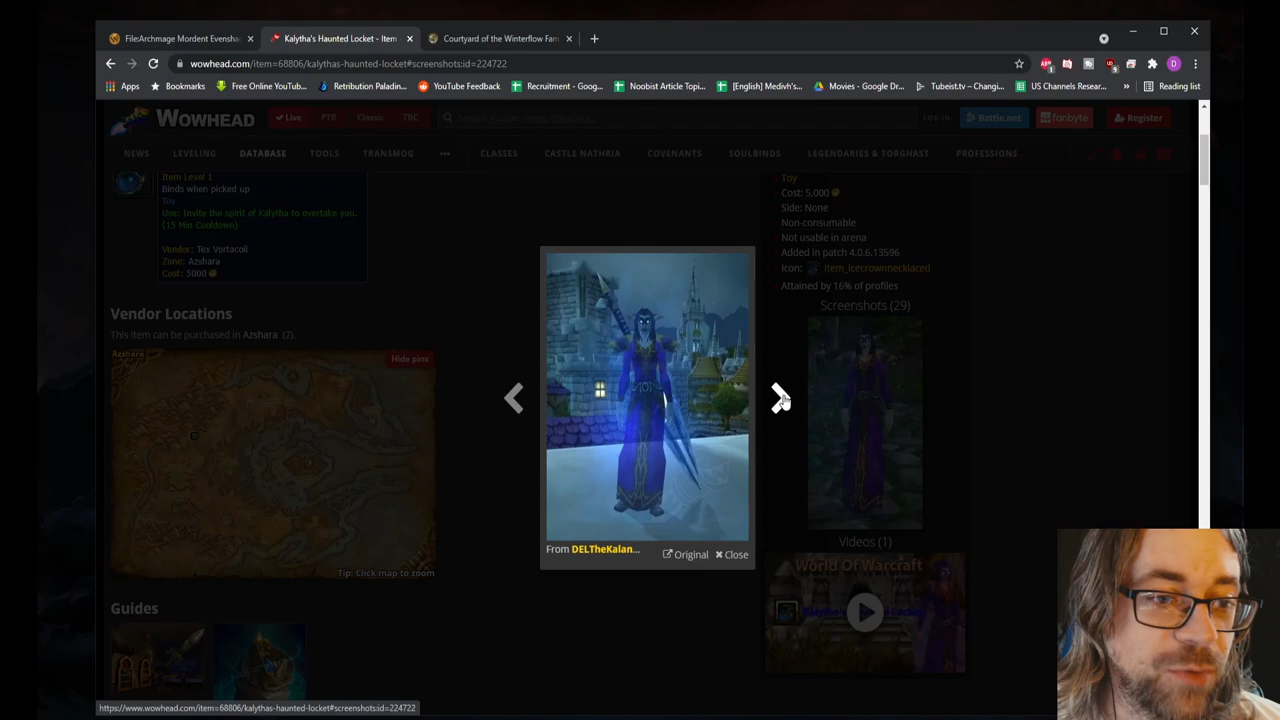 File:Archmage Mordent Evensha
Kalytha's Haunted Locket - Item
Courtyard of the Winterflow Fam
wowhead.com/item=68806/kalythas-haunted-locket#screenshots:id=224722
Apps Bookmarks Free Online YouTub... Retribution Paladin... YouTube Feedback Recruitment - Goog... Noobist Article Topi... [English] Medivh's... Movies - Google Dr... Tubeist.tv – Changi... US Channels Resear... » Reading list
WOWHEAD Live PTR Classic TBC LOG IN Battle.net fanbyte Register
NEWS LEVELING DATABASE TOOLS TRANSMOG ... CLASSES CASTLE NATHRIA COVENANTS SOULBINDS LEGENDARIES & TORGHAST PROFESSIONS
Item Level 1
Binds when picked up
Toy
Use: Invite the spirit of Kalytha to overtake you.
(15 Min Cooldown)
Vendor: Tex Vortacoil
Zone: Azshara
Cost: 5000
Vendor Locations
This item can be purchased in Azshara (2).
Azshara
Hide pins
Tip: Click map to zoom
Guides
From DELTheKalan...
Original Close
Toy
Cost: 5,000
Side: None
Non-consumable
Not usable in arena
Added in patch 4.0.6.13596
Icon: item_icecrownnecklaced
Attained by 16% of profiles
Screenshots (29)
Videos (1)
World Of Warcraft
https://www.wowhead.com/item=68806/kalythas-haunted-locket#screenshots:id=224722